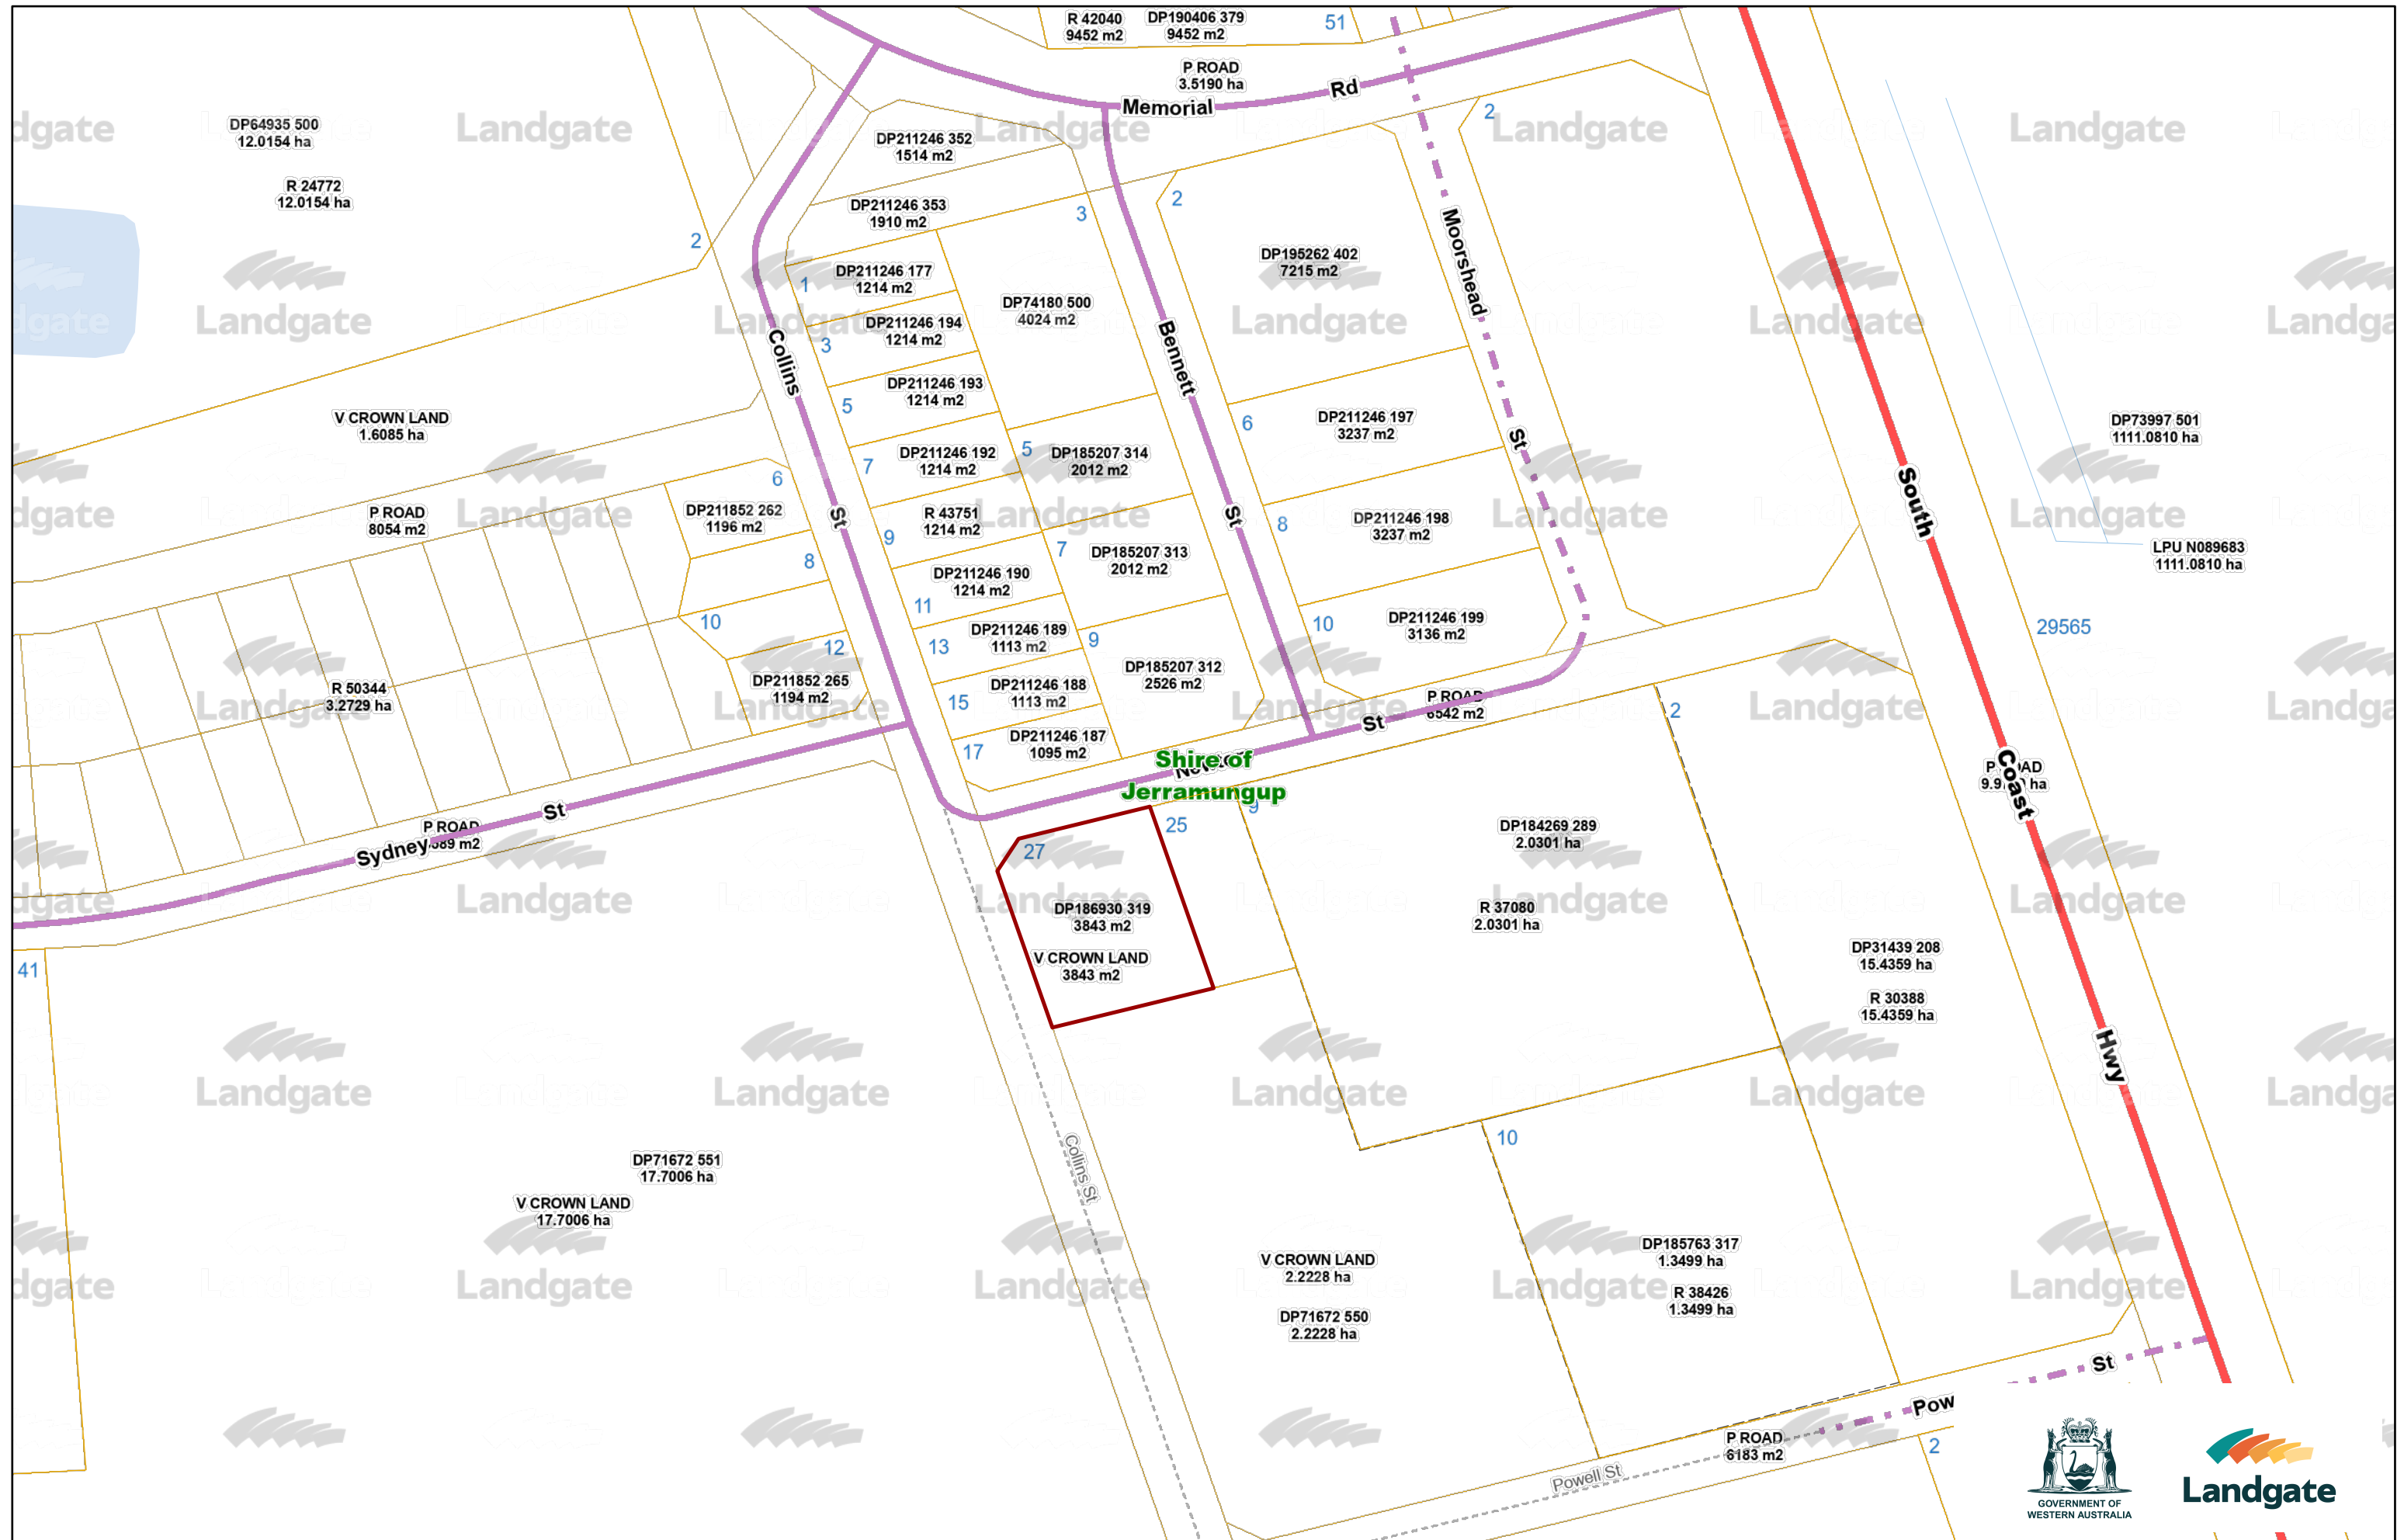 R 42040
9452 m2
DP190406 379
9452 m2
51
P ROAD
3.5190 ha
Memorial
Rd
DP64935 500
12.0154 ha
R 24772
12.0154 ha
DP211246 352
1514 m2
DP211246 353
1910 m2
2
3
2
2
1
DP211246 177
1214 m2
DP195262 402
7215 m2
Moorshead
St
3
DP211246 194
1214 m2
DP74180 500
4024 m2
Collins
St
Bennett
St
5
DP211246 193
1214 m2
V CROWN LAND
1.6085 ha
6
DP211246 197
3237 m2
DP73997 501
1111.0810 ha
7
DP211246 192
1214 m2
5
DP185207 314
2012 m2
South
Coast
Hwy
6
DP211852 262
1196 m2
P ROAD
8054 m2
9
R 43751
1214 m2
8
DP211246 198
3237 m2
LPU N089683
1111.0810 ha
8
7
DP185207 313
2012 m2
11
DP211246 190
1214 m2
10
12
13
DP211246 189
1113 m2
9
10
DP211246 199
3136 m2
29565
R 50344
3.2729 ha
DP211852 265
1194 m2
15
DP211246 188
1113 m2
DP185207 312
2526 m2
P ROAD
6542 m2
St
2
17
DP211246 187
1095 m2
Shire of
Jerramungup
P ROAD
Sydney
St
P ROAD
27
25
9
DP184269 289
2.0301 ha
DP186930 319
3843 m2
R 37080
2.0301 ha
V CROWN LAND
3843 m2
41
DP31439 208
15.4359 ha
R 30388
15.4359 ha
10
Collins St
DP71672 551
17.7006 ha
V CROWN LAND
17.7006 ha
V CROWN LAND
2.2228 ha
DP71672 550
2.2228 ha
DP185763 317
1.3499 ha
R 38426
1.3499 ha
St
Pow
P ROAD
6183 m2
2
Powell St
GOVERNMENT OF
WESTERN AUSTRALIA
Landgate